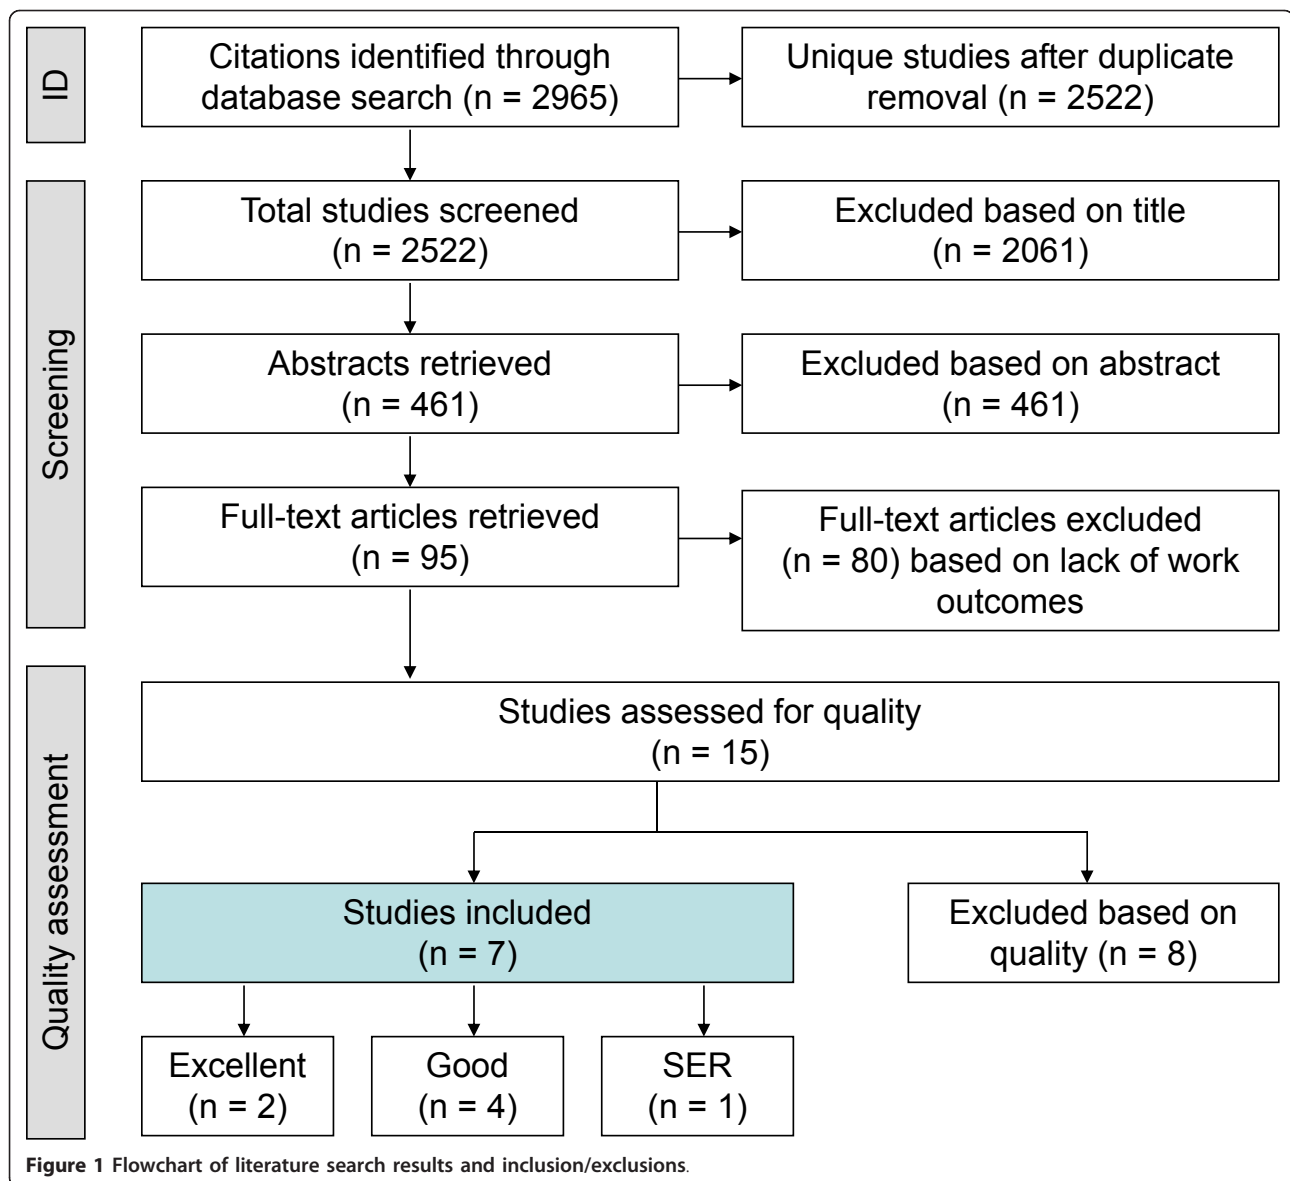 ID
Citations identified through
database search (n = 2965)
Unique studies after duplicate
removal (n = 2522)
Screening
Total studies screened
(n = 2522)
Excluded based on title
(n = 2061)
Abstracts retrieved
(n = 461)
Excluded based on abstract
(n = 461)
Full-text articles retrieved
(n = 95)
Full-text articles excluded
(n = 80) based on lack of work
outcomes
Quality assessment
Studies assessed for quality
(n = 15)
Studies included
(n = 7)
Excluded based on
quality (n = 8)
Excellent
(n = 2)
Good
(n = 4)
SER
(n = 1)
Figure 1 Flowchart of literature search results and inclusion/exclusions.